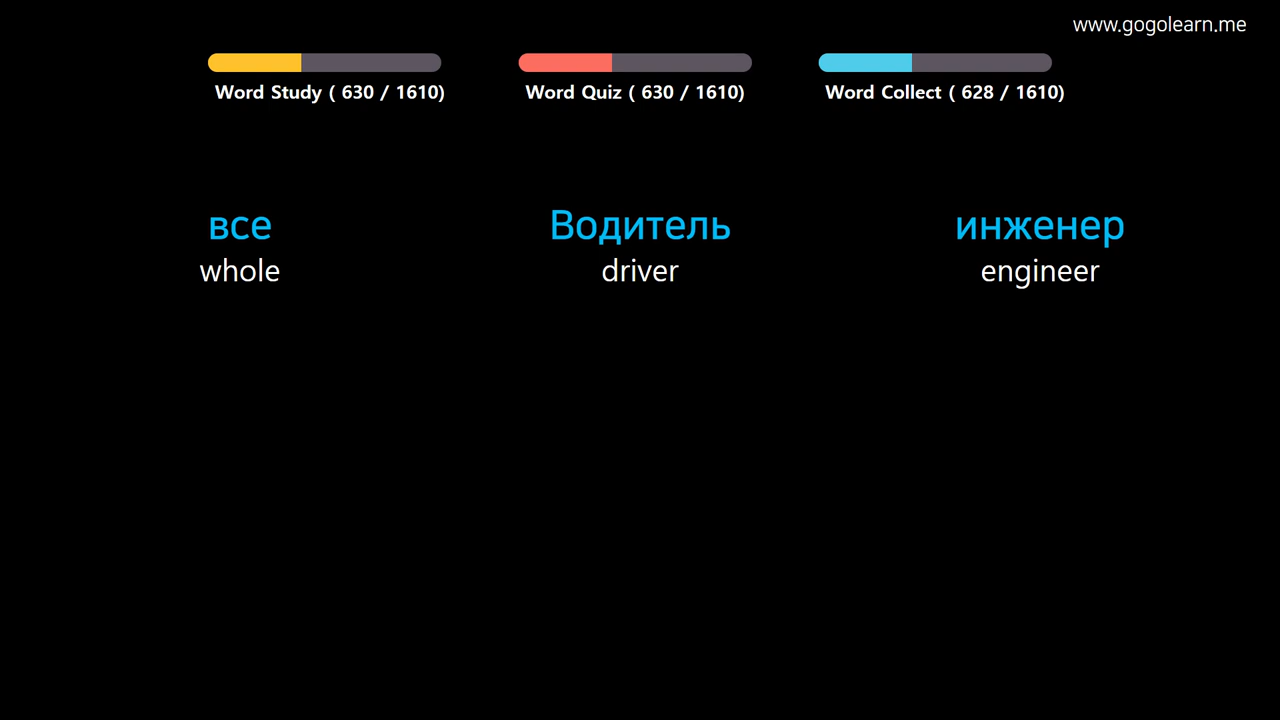 www.gogolearn.me
Word Study ( 630 / 1610)
Word Quiz ( 630 / 1610)
Word Collect ( 628 / 1610)
все
whole
Водитель
driver
инженер
engineer